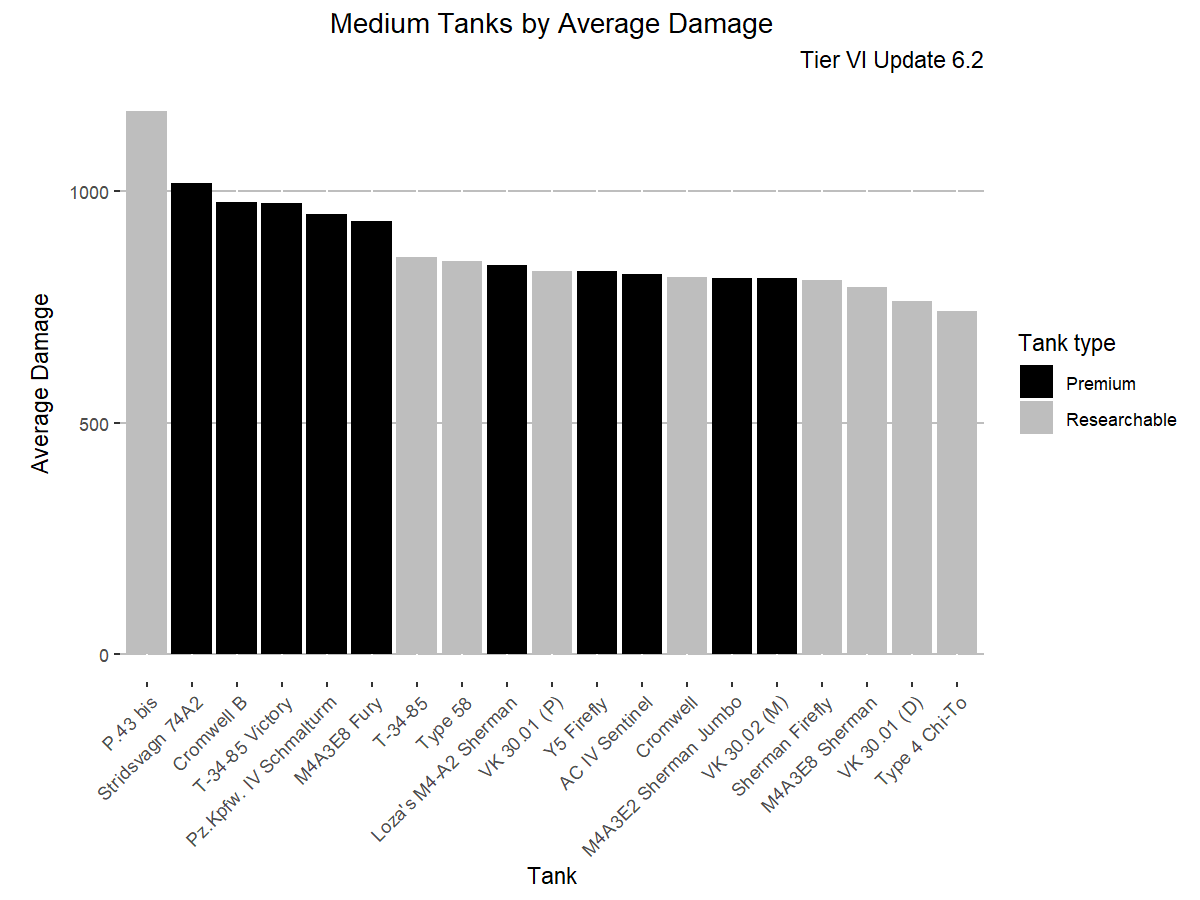 Medium Tanks by Average Damage
Tier VI Update 6.2
Average Damage
1000
500
0
P.43 bis
Stridsvagn 74A2
Cromwell B
T-34-85 Victory
Pz.Kpfw. IV Schmalturm
M4A3E8 Fury
T-34-85
Type 58
Loza's M4-A2 Sherman
VK 30.01 (P)
Y5 Firefly
AC IV Sentinel
Cromwell
M4A3E2 Sherman Jumbo
VK 30.02 (M)
Sherman Firefly
M4A3E8 Sherman
VK 30.01 (D)
Type 4 Chi-To
Tank
Tank type
Premium
Researchable